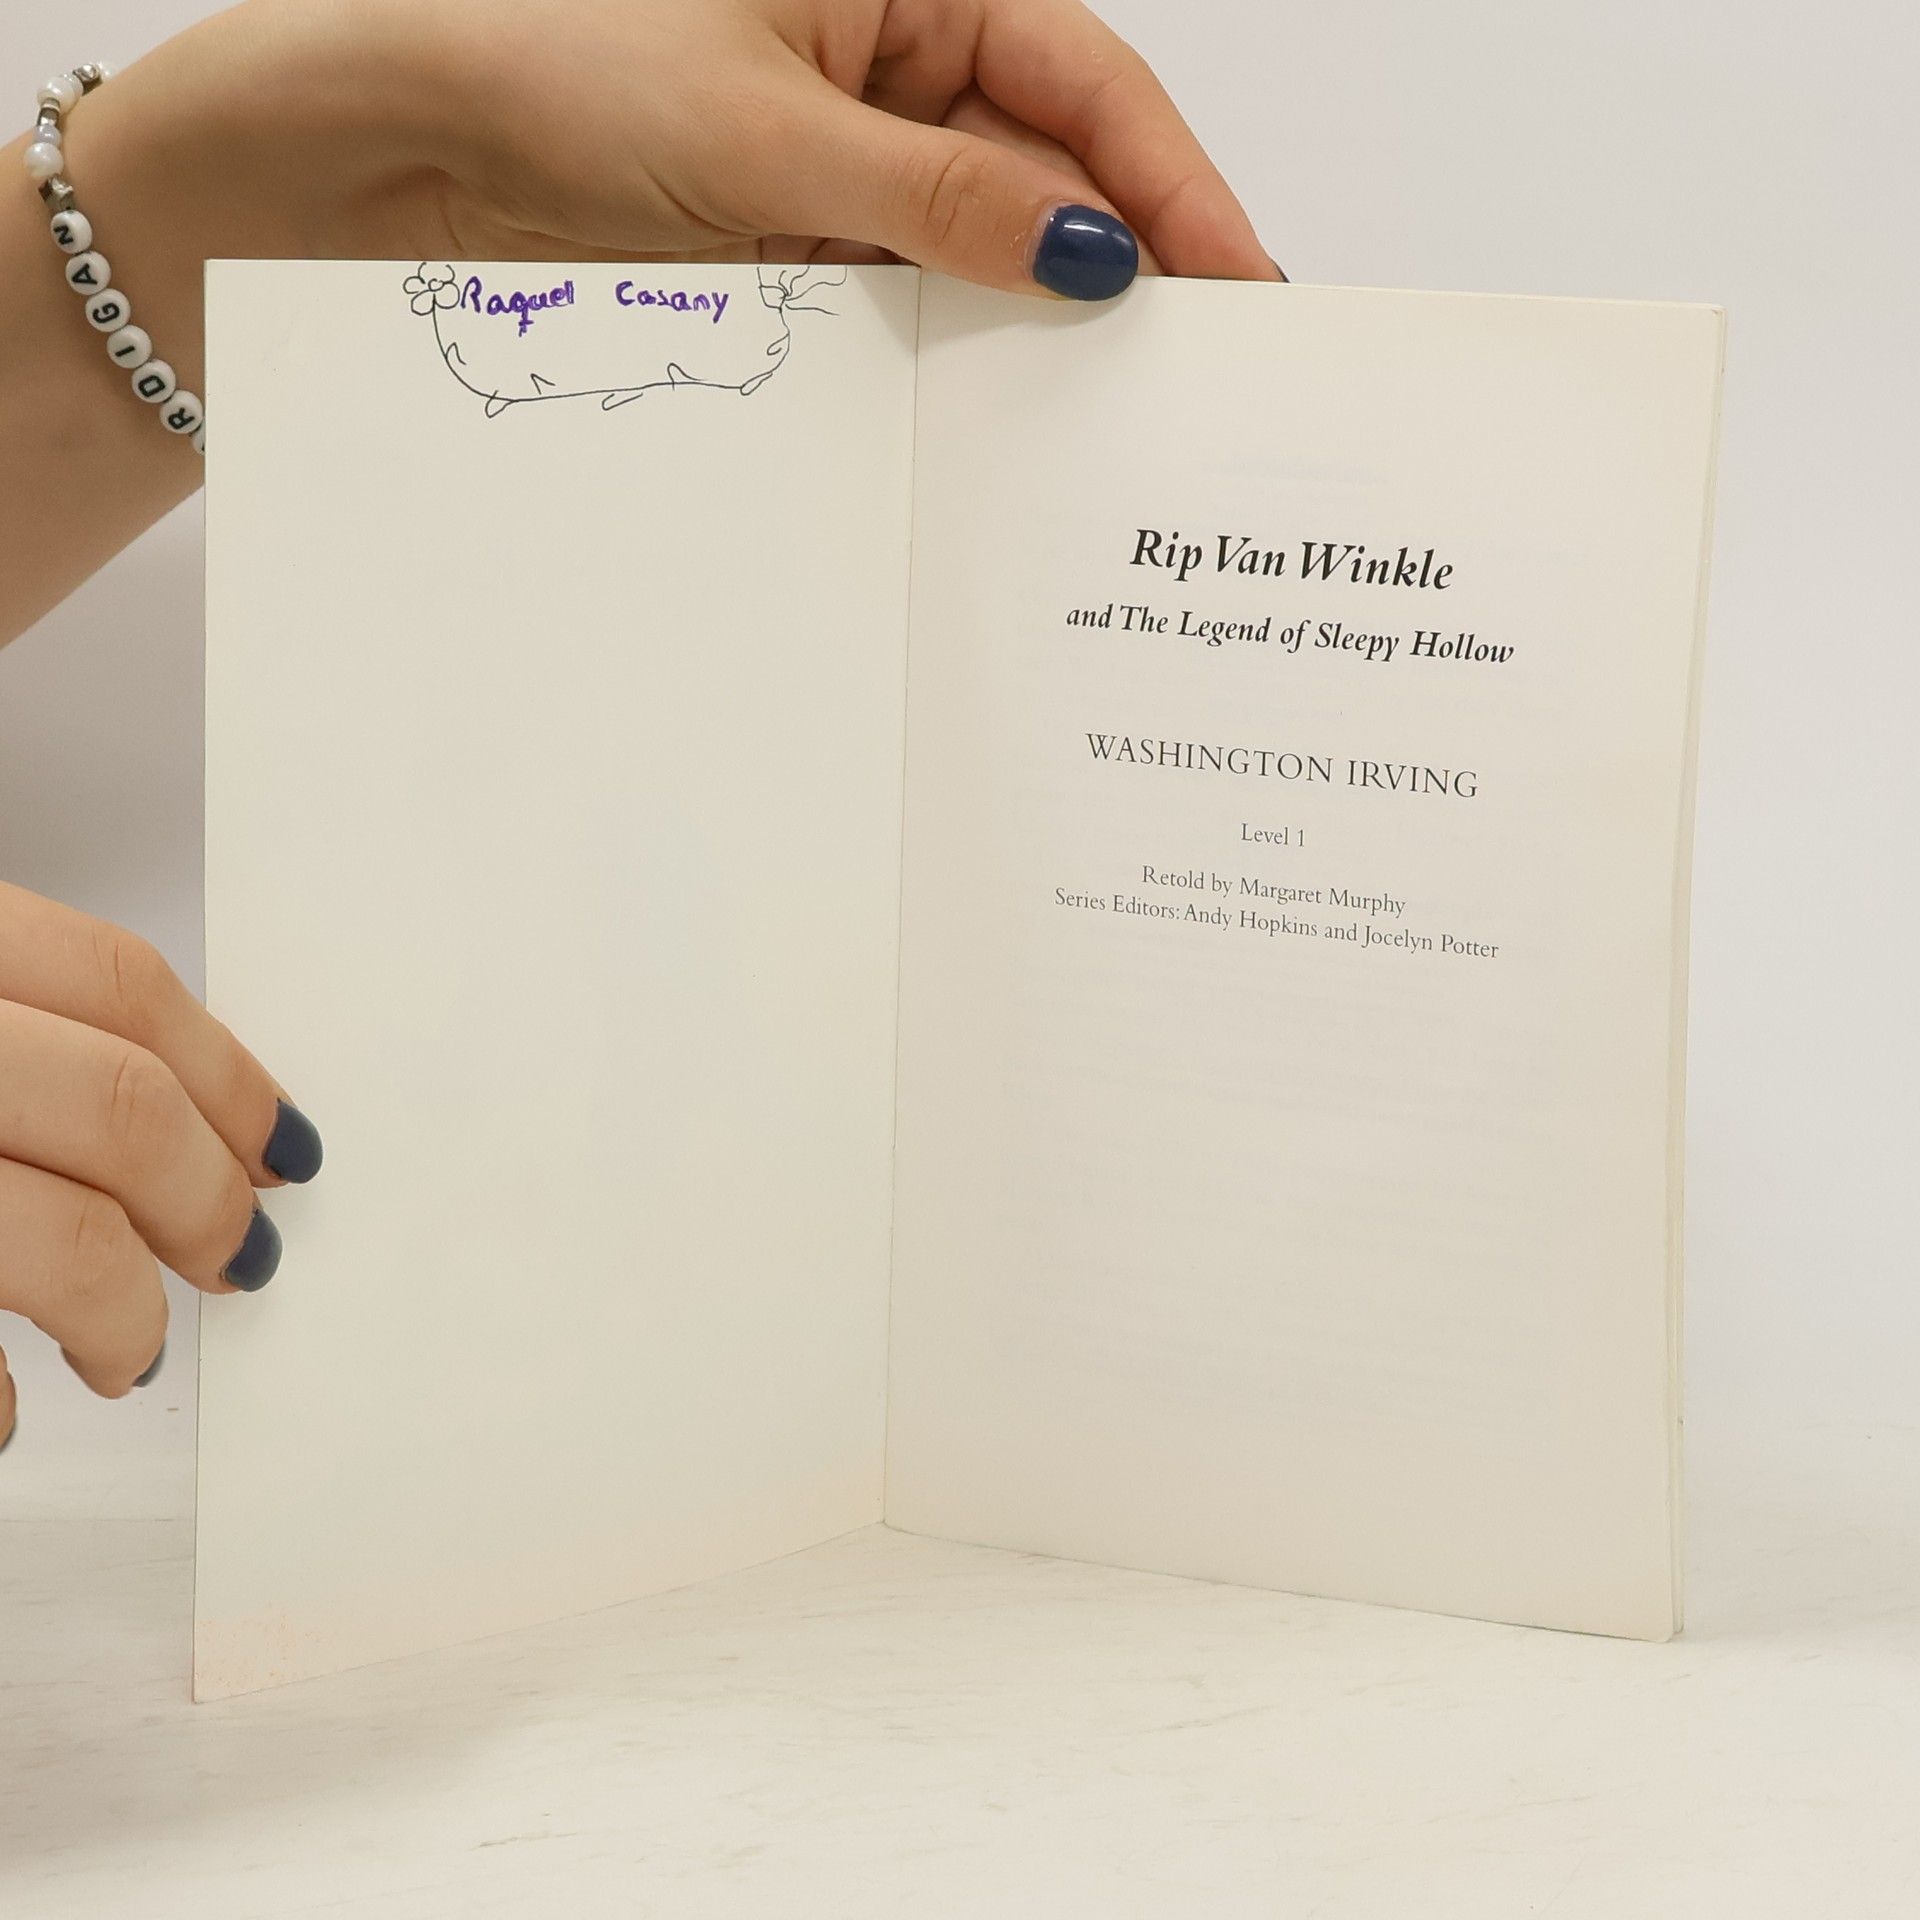 RDIGAN
Raquel Casany
Rip Van Winkle
and The Legend of Sleepy Hollow
WASHINGTON IRVING
Level 1
Retold by Margaret Murphy
Series Editors: Andy Hopkins and Jocelyn Potter